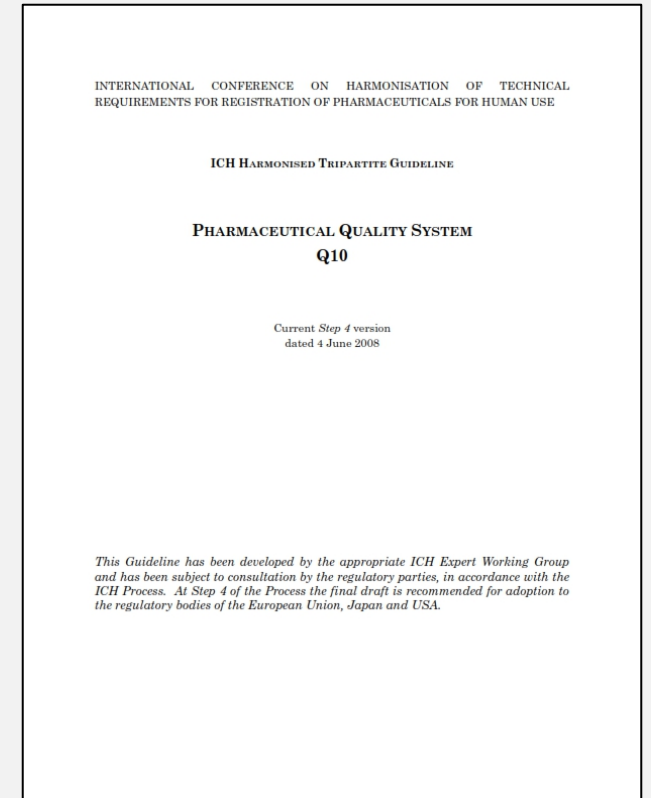 INTERNATIONAL CONFERENCE ON HARMONISATION OF TECHNICAL
REQUIREMENTS FOR REGISTRATION OF PHARMACEUTICALS FOR HUMAN USE
ICH HARMONISED TRIPARTITE GUIDELINE
PHARMACEUTICAL QUALITY SYSTEM
Q10
Current Step 4 version
dated 4 June 2008
This Guideline has been developed by the appropriate ICH Expert Working Group
and has been subject to consultation by the regulatory parties, in accordance with the
ICH Process. At Step 4 of the Process the final draft is recommended for adoption to
the regulatory bodies of the European Union, Japan and USA.